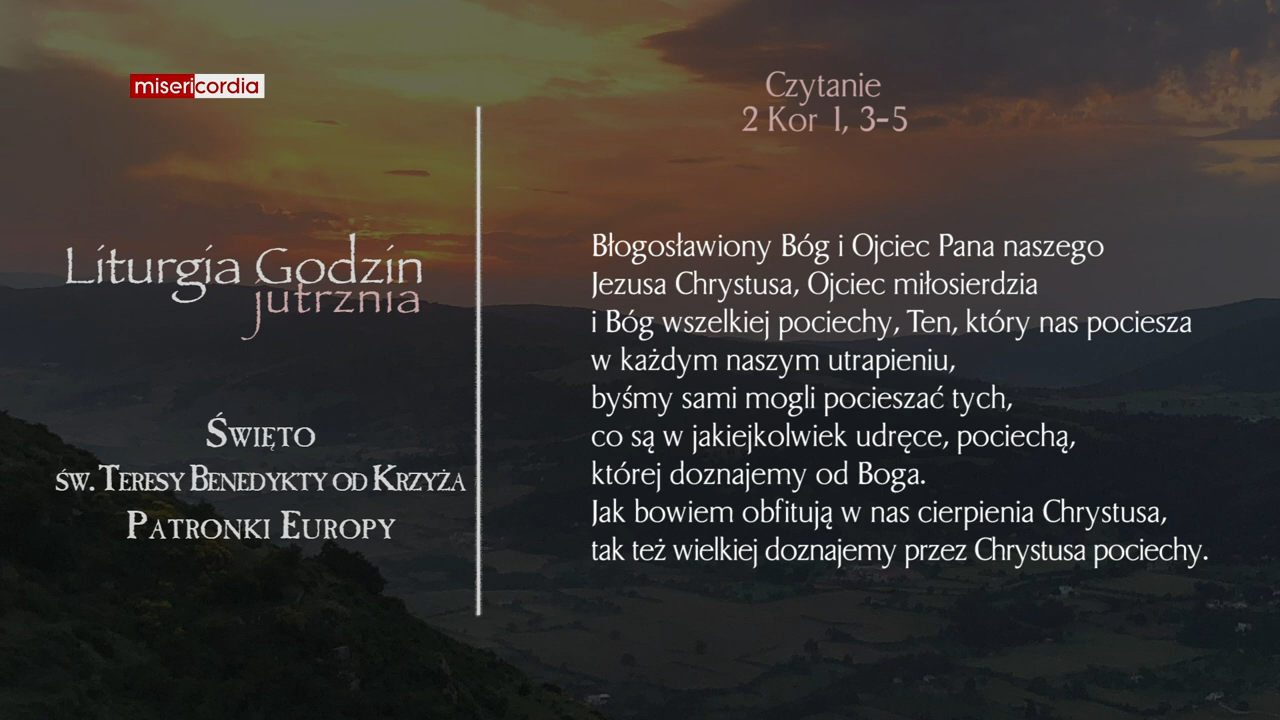 misericordia
Liturgia Godzin
jutrznia
Święto
św. Teresy Benedykty od Krzyża
Patronki Europy
Czytanie
2 Kor 1, 3-5
Błogosławiony Bóg i Ojciec Pana naszego
Jezusa Chrystusa, Ojciec miłosierdzia
i Bóg wszelkiej pociechy, Ten, który nas pociesza
w każdym naszym utrapieniu,
byśmy sami mogli pocieszać tych,
co są w jakiejkolwiek udręce, pociechą,
której doznajemy od Boga.
Jak bowiem obfitują w nas cierpienia Chrystusa,
tak też wielkiej doznajemy przez Chrystusa pociechy.